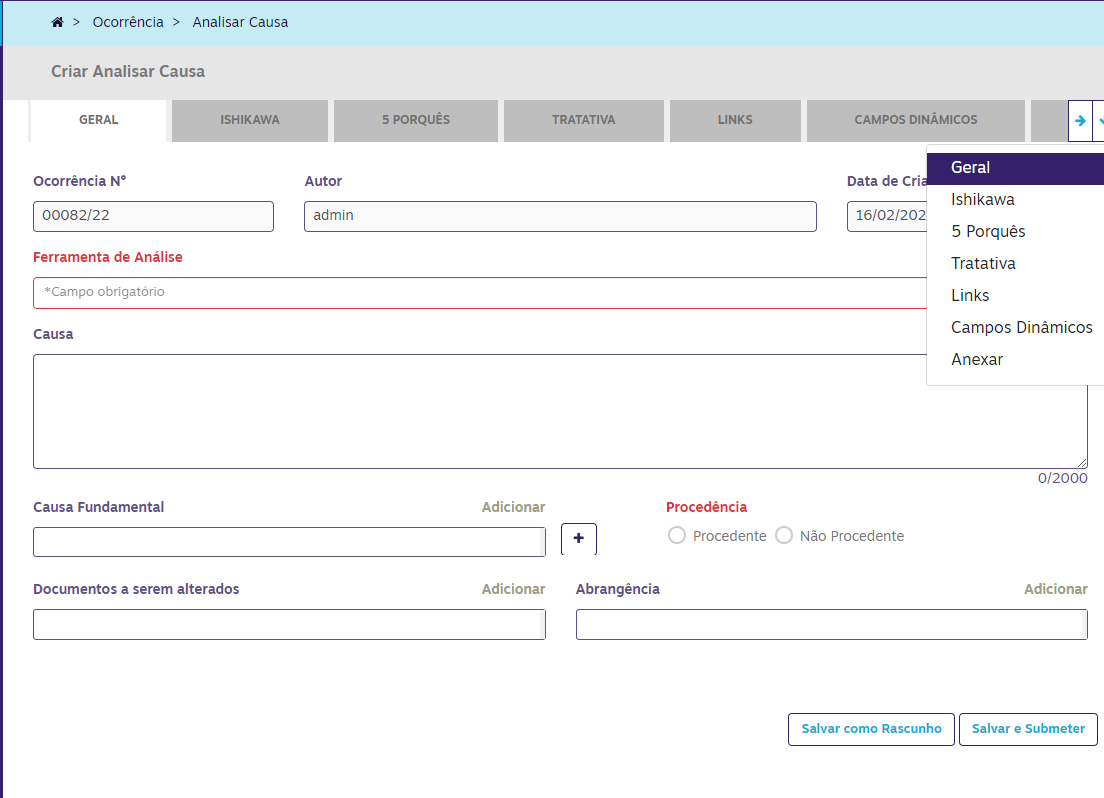 > Ocorrência > Analisar Causa
Criar Analisar Causa
GERAL ISHIKAWA 5 PORQUÊS TRATATIVA LINKS CAMPOS DINÂMICOS
Geral
Ishikawa
5 Porquês
Tratativa
Links
Campos Dinâmicos
Anexar
Ocorrência N° Autor Data de Cria
00082/22 admin 16/02/202
Ferramenta de Análise
*Campo obrigatório
Causa
0/2000
Causa Fundamental Adicionar Procedência
+ Procedente Não Procedente
Documentos a serem alterados Adicionar Abrangência Adicionar
Salvar como Rascunho Salvar e Submeter